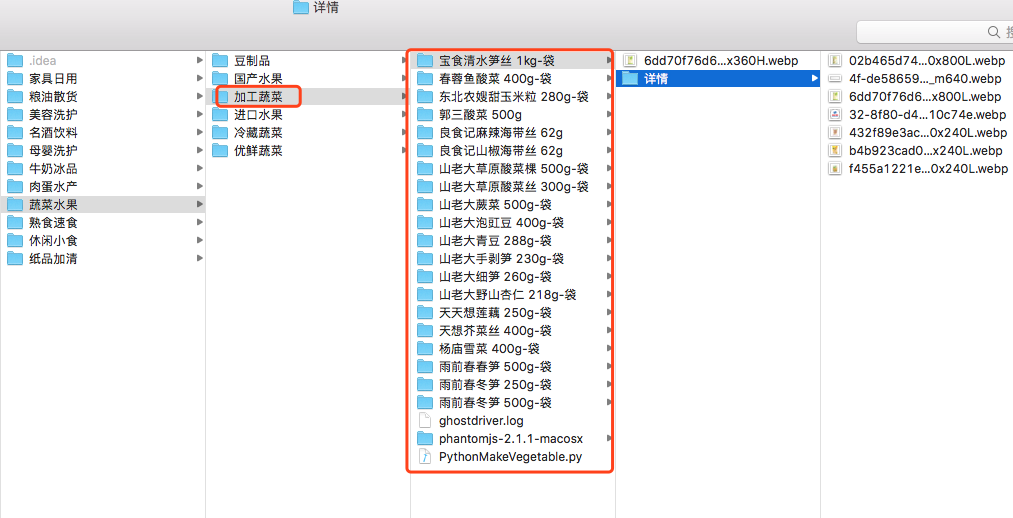 详情
.idea
家具日用
粮油散货
美容洗护
名酒饮料
母婴洗护
牛奶冰品
肉蛋水产
蔬菜水果
熟食速食
休闲小食
纸品加清
豆制品
国产水果
加工蔬菜
进口水果
冷藏蔬菜
优鲜蔬菜
宝食清水笋丝 1kg-袋
春蓉鱼酸菜 400g-袋
东北农嫂甜玉米粒 280g-袋
郭三酸菜 500g
良食记麻辣海带丝 62g
良食记山椒海带丝 62g
山老大草原酸菜棵 500g-袋
山老大草原酸菜丝 300g-袋
山老大蕨菜 500g-袋
山老大泡豇豆 400g-袋
山老大青豆 288g-袋
山老大手剥笋 230g-袋
山老大细笋 260g-袋
山老大野山杏仁 218g-袋
天天想莲藕 250g-袋
天想芥菜丝 400g-袋
杨庙雪菜 400g-袋
雨前春春笋 500g-袋
雨前春冬笋 250g-袋
雨前春冬笋 500g-袋
ghostdriver.log
phantomjs-2.1.1-macosx
PythonMakeVegetable.py
6dd70f76d6...x360H.webp
详情
02b465d74...0x800L.webp
4f-de58659..._m640.webp
6dd70f76d6...0x800L.webp
32-8f80-d4...10c74e.webp
432f89e3ac...0x240L.webp
b4b923cad0...x240L.webp
f455a1221e...0x240L.webp